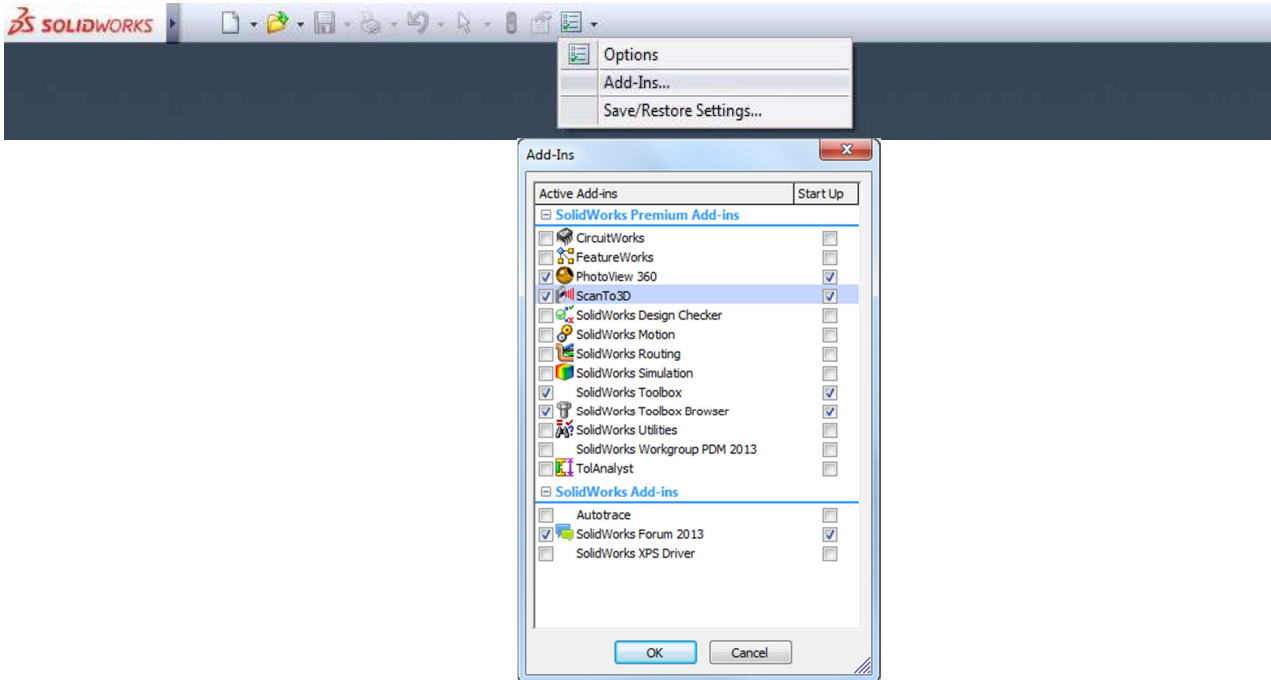 SOLIDWORKS
Options
Add-Ins...
Save/Restore Settings...
Add-Ins
Active Add-ins Start Up
SolidWorks Premium Add-ins
CircuitWorks
FeatureWorks
PhotoView 360
ScanTo3D
SolidWorks Design Checker
SolidWorks Motion
SolidWorks Routing
SolidWorks Simulation
SolidWorks Toolbox
SolidWorks Toolbox Browser
SolidWorks Utilities
SolidWorks Workgroup PDM 2013
TolAnalyst
SolidWorks Add-ins
Autotrace
SolidWorks Forum 2013
SolidWorks XPS Driver
OK Cancel